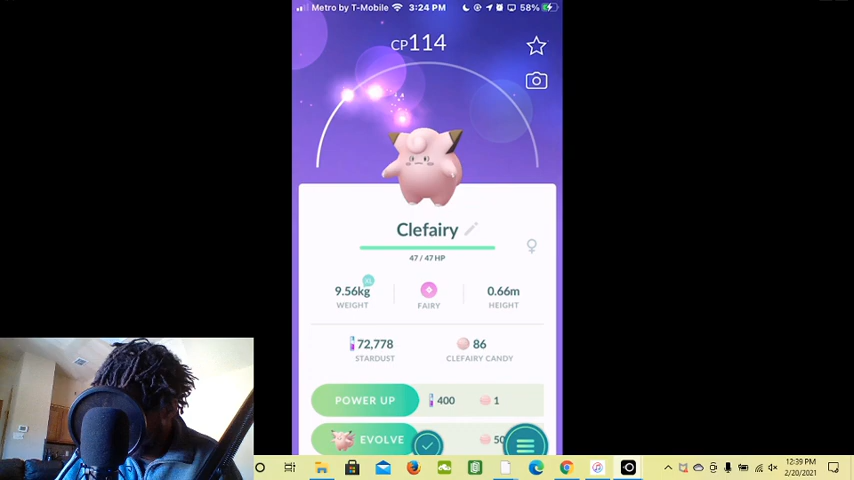 Metro by T-Mobile 3:24 PM 58%
CP114
Clefairy
47 / 47 HP
XL
9.56kg
WEIGHT
FAIRY
0.66m
HEIGHT
72,778
STARDUST
86
CLEFAIRY CANDY
POWER UP 400 1
EVOLVE 50
12:39 PM
2/20/2021